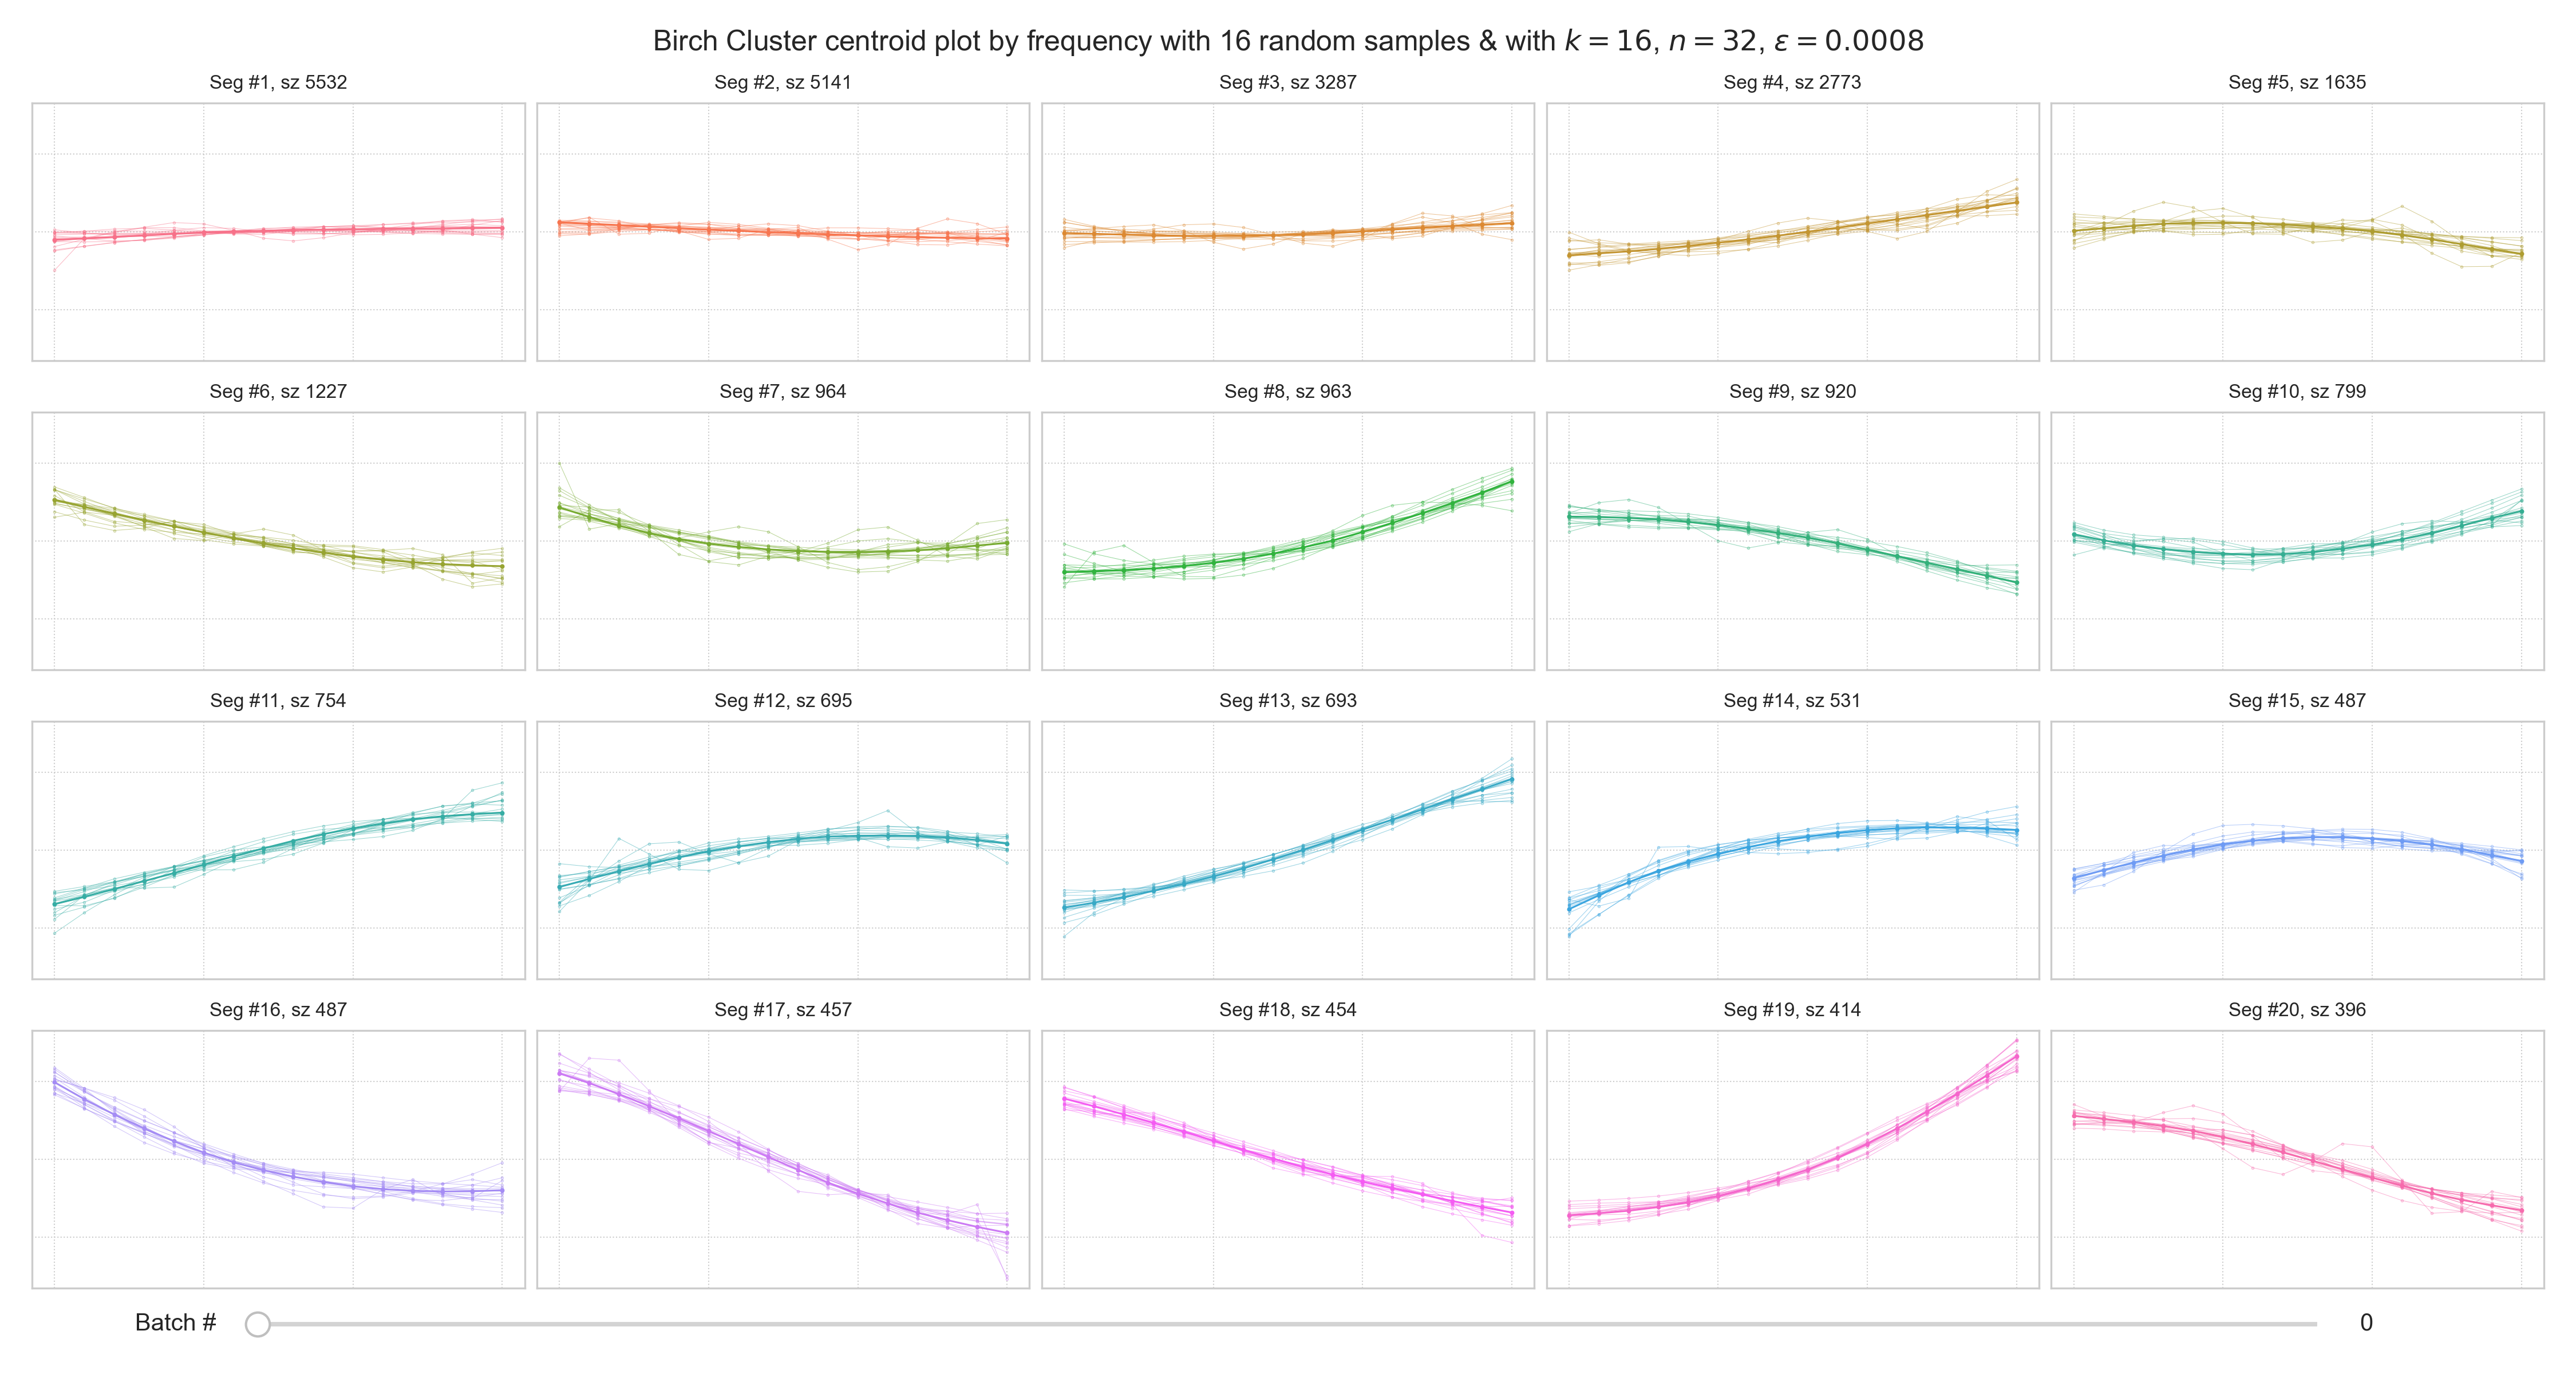 Birch Cluster centroid plot by frequency with 16 random samples & with k = 16, n = 32, ε = 0.0008
Seg #1, sz 5532
Seg #2, sz 5141
Seg #3, sz 3287
Seg #4, sz 2773
Seg #5, sz 1635
Seg #6, sz 1227
Seg #7, sz 964
Seg #8, sz 963
Seg #9, sz 920
Seg #10, sz 799
Seg #11, sz 754
Seg #12, sz 695
Seg #13, sz 693
Seg #14, sz 531
Seg #15, sz 487
Seg #16, sz 487
Seg #17, sz 457
Seg #18, sz 454
Seg #19, sz 414
Seg #20, sz 396
Batch # 0